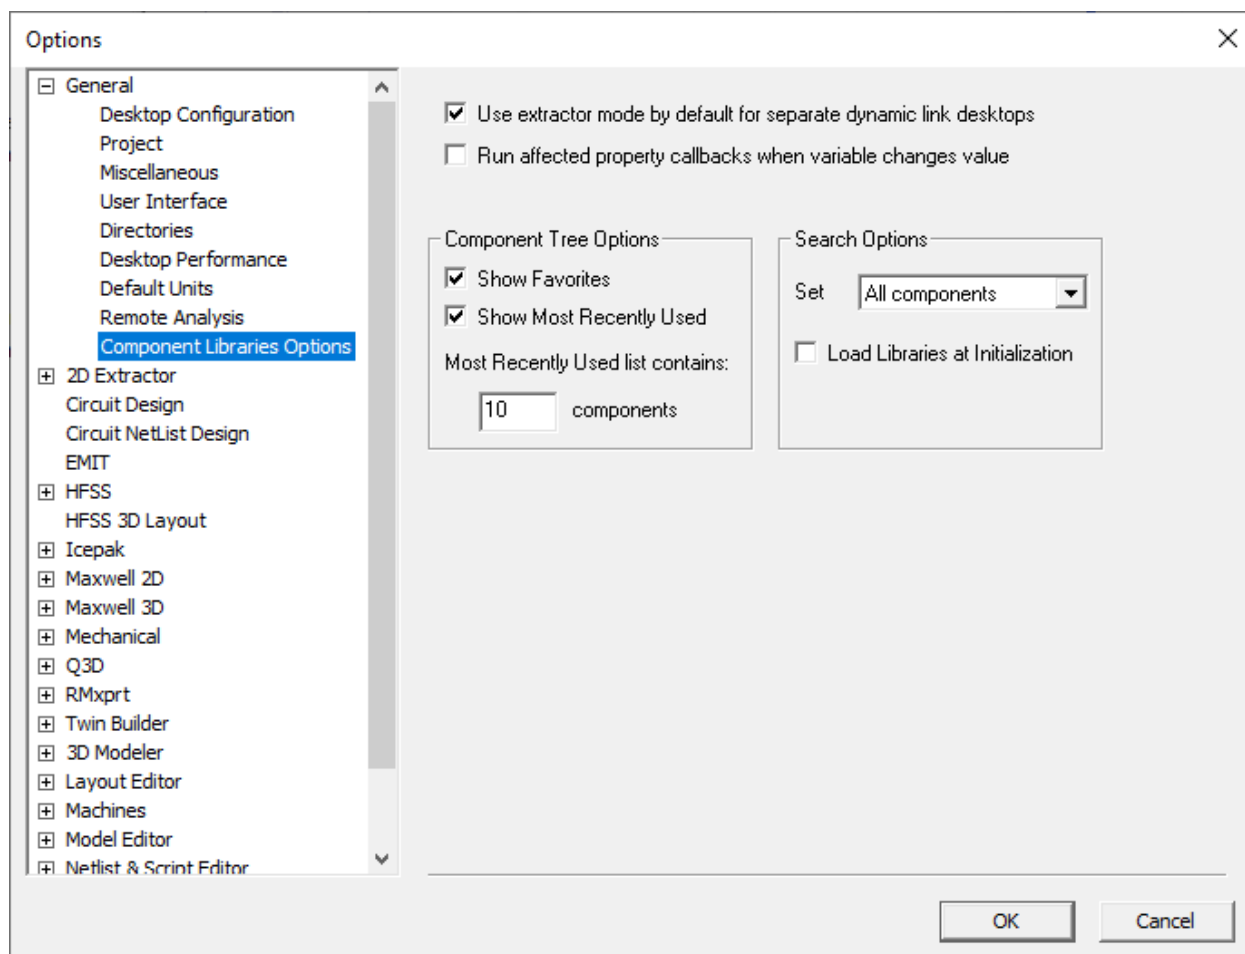 Options
General
Desktop Configuration
Project
Miscellaneous
User Interface
Directories
Desktop Performance
Default Units
Remote Analysis
Component Libraries Options
2D Extractor
Circuit Design
Circuit NetList Design
EMIT
HFSS
HFSS 3D Layout
Icepak
Maxwell 2D
Maxwell 3D
Mechanical
Q3D
RMxprt
Twin Builder
3D Modeler
Layout Editor
Machines
Model Editor
Netlist & Script Editor
Use extractor mode by default for separate dynamic link desktops
Run affected property callbacks when variable changes value
Component Tree Options
Show Favorites
Show Most Recently Used
Most Recently Used list contains:
10 components
Search Options
Set All components
Load Libraries at Initialization
OK Cancel